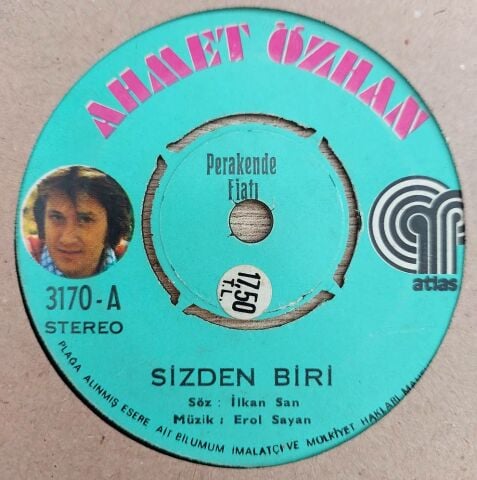 AHMET ÖZHAN
Perakende
Fiatı
17.50
T.L.
atlas
3170-A
STEREO
SİZDEN BİRİ
Söz : İlkan San
Müzik : Erol Sayan
PLAĞA ALINMIŞ ESERE AİT BİLUMUM İMALATÇI VE MÜLKİYET HAKLARI